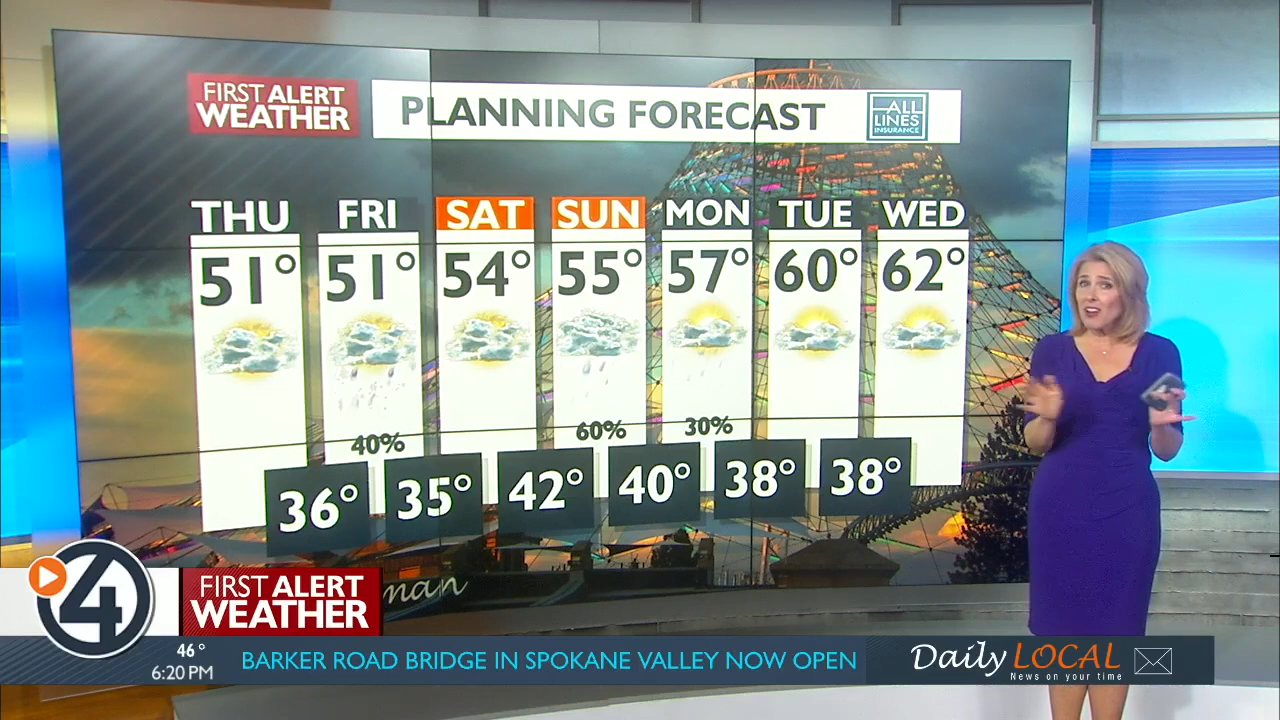 FIRST ALERT
WEATHER
PLANNING FORECAST
ALL
LINES
INSURANCE
THU FRI SAT SUN MON TUE WED
51° 51° 54° 55° 57° 60° 62°
40% 60% 30%
36° 35° 42° 40° 38° 38°
man
4
FIRST ALERT
WEATHER
46°
6:20 PM
BARKER ROAD BRIDGE IN SPOKANE VALLEY NOW OPEN
Daily LOCAL
News on your time